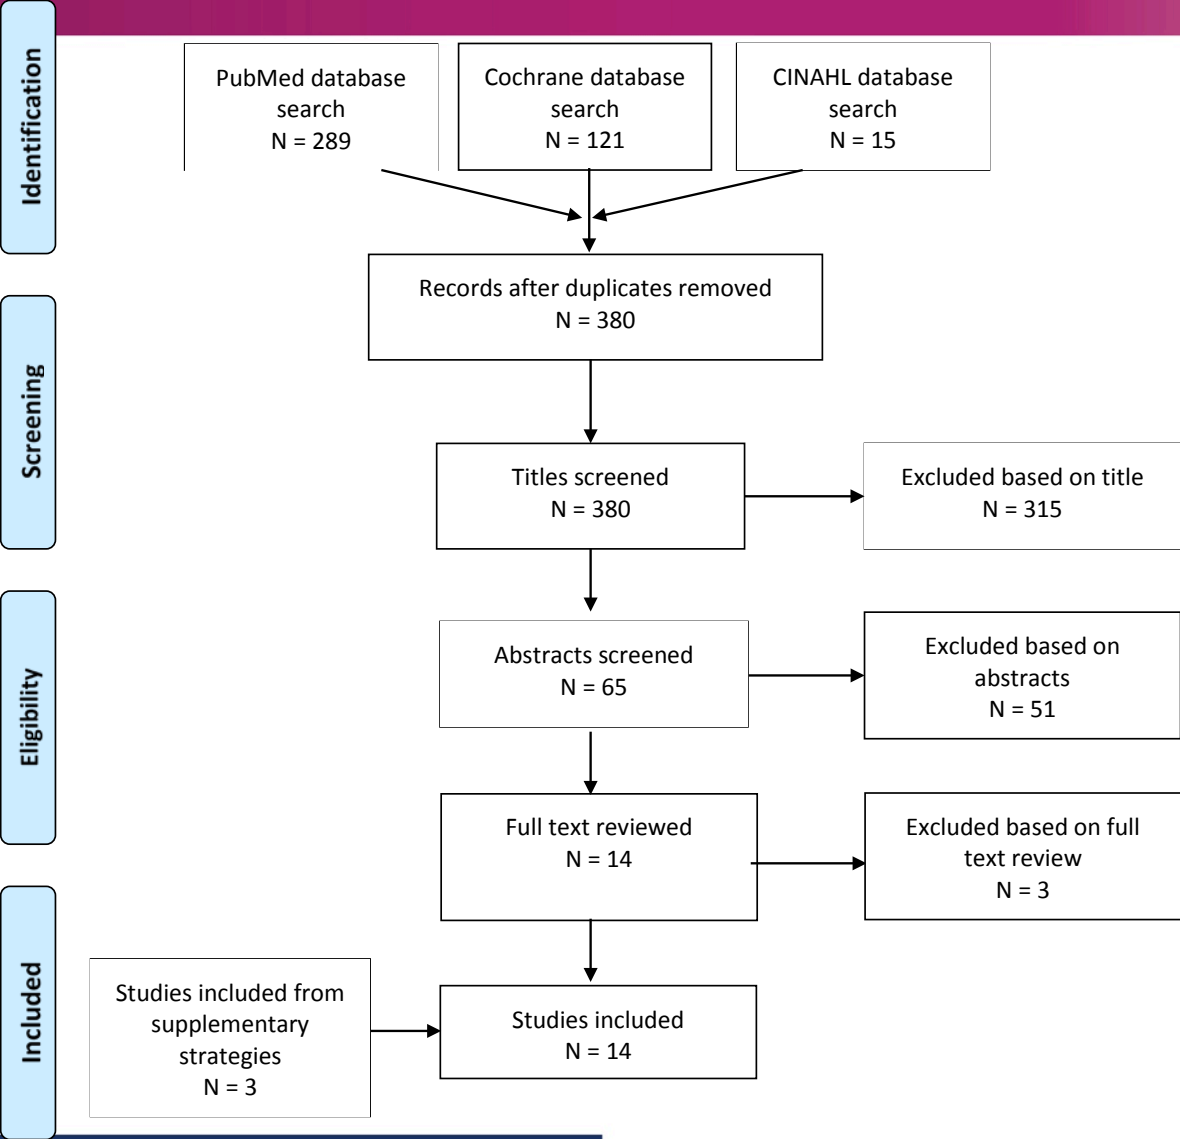 Identification
PubMed database
search
N = 289
Cochrane database
search
N = 121
CINAHL database
search
N = 15
Records after duplicates removed
N = 380
Screening
Titles screened
N = 380
Excluded based on title
N = 315
Eligibility
Abstracts screened
N = 65
Excluded based on
abstracts
N = 51
Full text reviewed
N = 14
Excluded based on full
text review
N = 3
Included
Studies included from
supplementary
strategies
N = 3
Studies included
N = 14